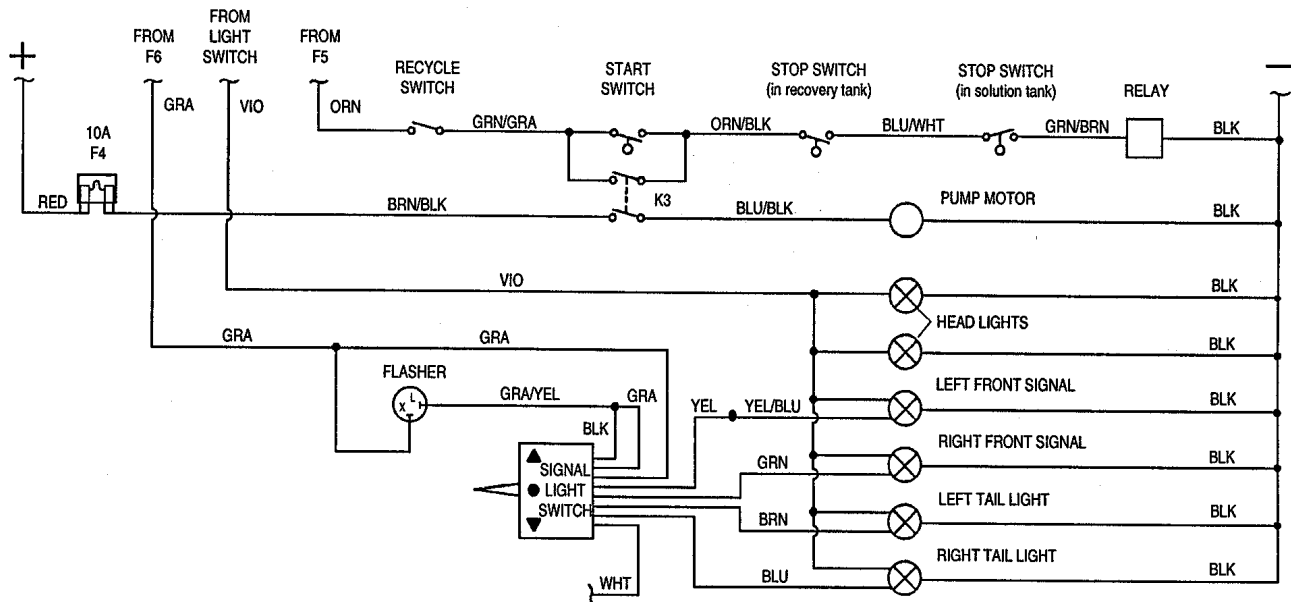 +
FROM
F6
FROM
LIGHT
SWITCH
FROM
F5
−
GRA
VIO
ORN
RECYCLE
SWITCH
GRN/GRA
START
SWITCH
ORN/BLK
STOP SWITCH
(in recovery tank)
BLU/WHT
STOP SWITCH
(in solution tank)
GRN/BRN
RELAY
BLK
10A
F4
RED
BRN/BLK
K3
BLU/BLK
PUMP MOTOR
BLK
VIO
BLK
HEAD LIGHTS
GRA
GRA
BLK
FLASHER
X L
T
GRA/YEL
GRA
BLK
YEL
YEL/BLU
LEFT FRONT SIGNAL
BLK
SIGNAL
LIGHT
SWITCH
GRN
RIGHT FRONT SIGNAL
BLK
BRN
LEFT TAIL LIGHT
BLK
WHT
BLU
RIGHT TAIL LIGHT
BLK